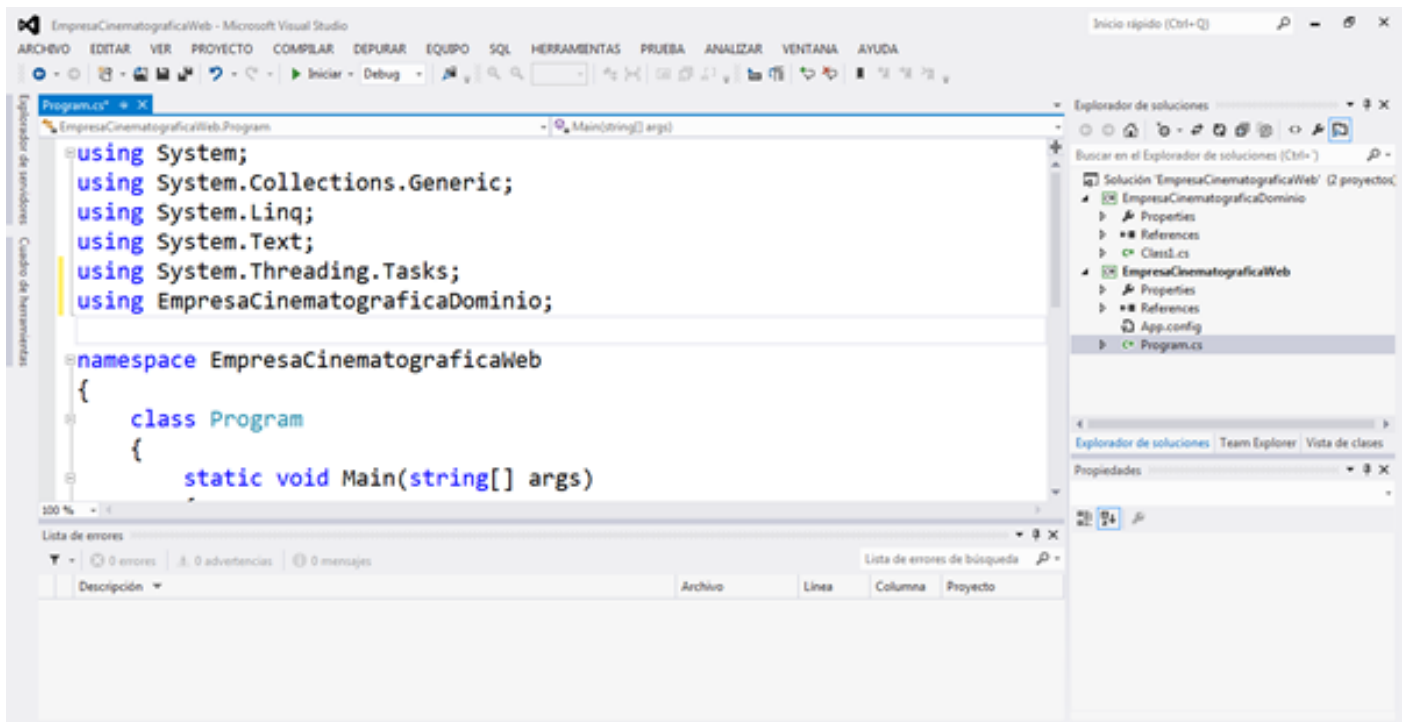 EmpresaCinematograficaWeb - Microsoft Visual Studio
Inicio rápido (Ctrl+Q)
ARCHIVO EDITAR VER PROYECTO COMPILAR DEPURAR EQUIPO SQL HERRAMIENTAS PRUEBA ANALIZAR VENTANA AYUDA
Iniciar Debug
Explorador de servidores
Cuadro de herramientas
Program.cs*
EmpresaCinematograficaWeb.Program
Main(string[] args)
using System;
using System.Collections.Generic;
using System.Linq;
using System.Text;
using System.Threading.Tasks;
using EmpresaCinematograficaDominio;
namespace EmpresaCinematograficaWeb
{
class Program
{
static void Main(string[] args)
100 %
Lista de errores
0 errores 0 advertencias 0 mensajes
Lista de errores de búsqueda
Descripción Archivo Línea Columna Proyecto
Explorador de soluciones
Buscar en el Explorador de soluciones (Ctrl+´)
Solución 'EmpresaCinematograficaWeb' (2 proyectos)
EmpresaCinematograficaDominio
Properties
References
Class1.cs
EmpresaCinematograficaWeb
Properties
References
App.config
Program.cs
Explorador de soluciones Team Explorer Vista de clases
Propiedades